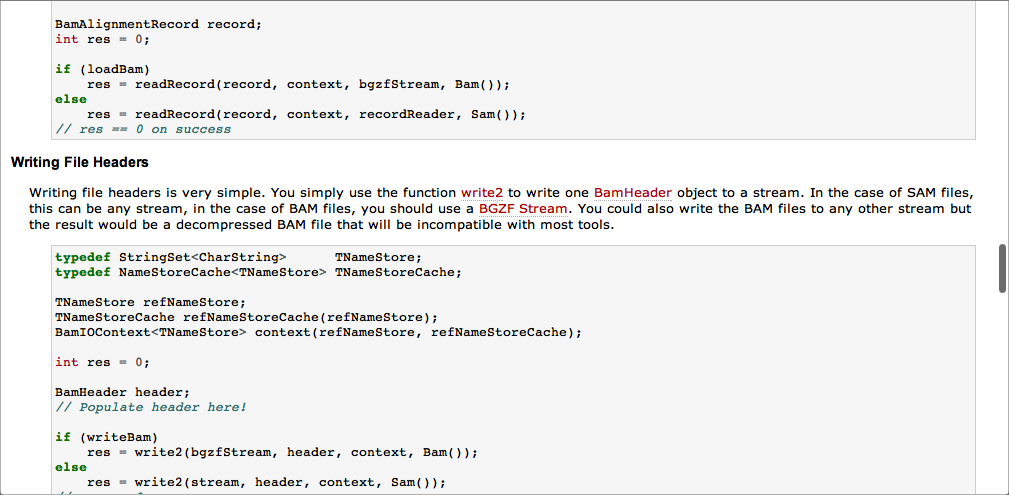 BamAlignmentRecord record;
int res = 0;
if (loadBam)
    res = readRecord(record, context, bgzfStream, Bam());
else
    res = readRecord(record, context, recordReader, Sam());
// res == 0 on success
Writing File Headers
Writing file headers is very simple. You simply use the function write2 to write one BamHeader object to a stream. In the case of SAM files,
this can be any stream, in the case of BAM files, you should use a BGZF Stream. You could also write the BAM files to any other stream but
the result would be a decompressed BAM file that will be incompatible with most tools.
typedef StringSet<CharString>      TNameStore;
typedef NameStoreCache<TNameStore> TNameStoreCache;
TNameStore refNameStore;
TNameStoreCache refNameStoreCache(refNameStore);
BamIOContext<TNameStore> context(refNameStore, refNameStoreCache);
int res = 0;
BamHeader header;
// Populate header here!
if (writeBam)
    res = write2(bgzfStream, header, context, Bam());
else
    res = write2(stream, header, context, Sam());